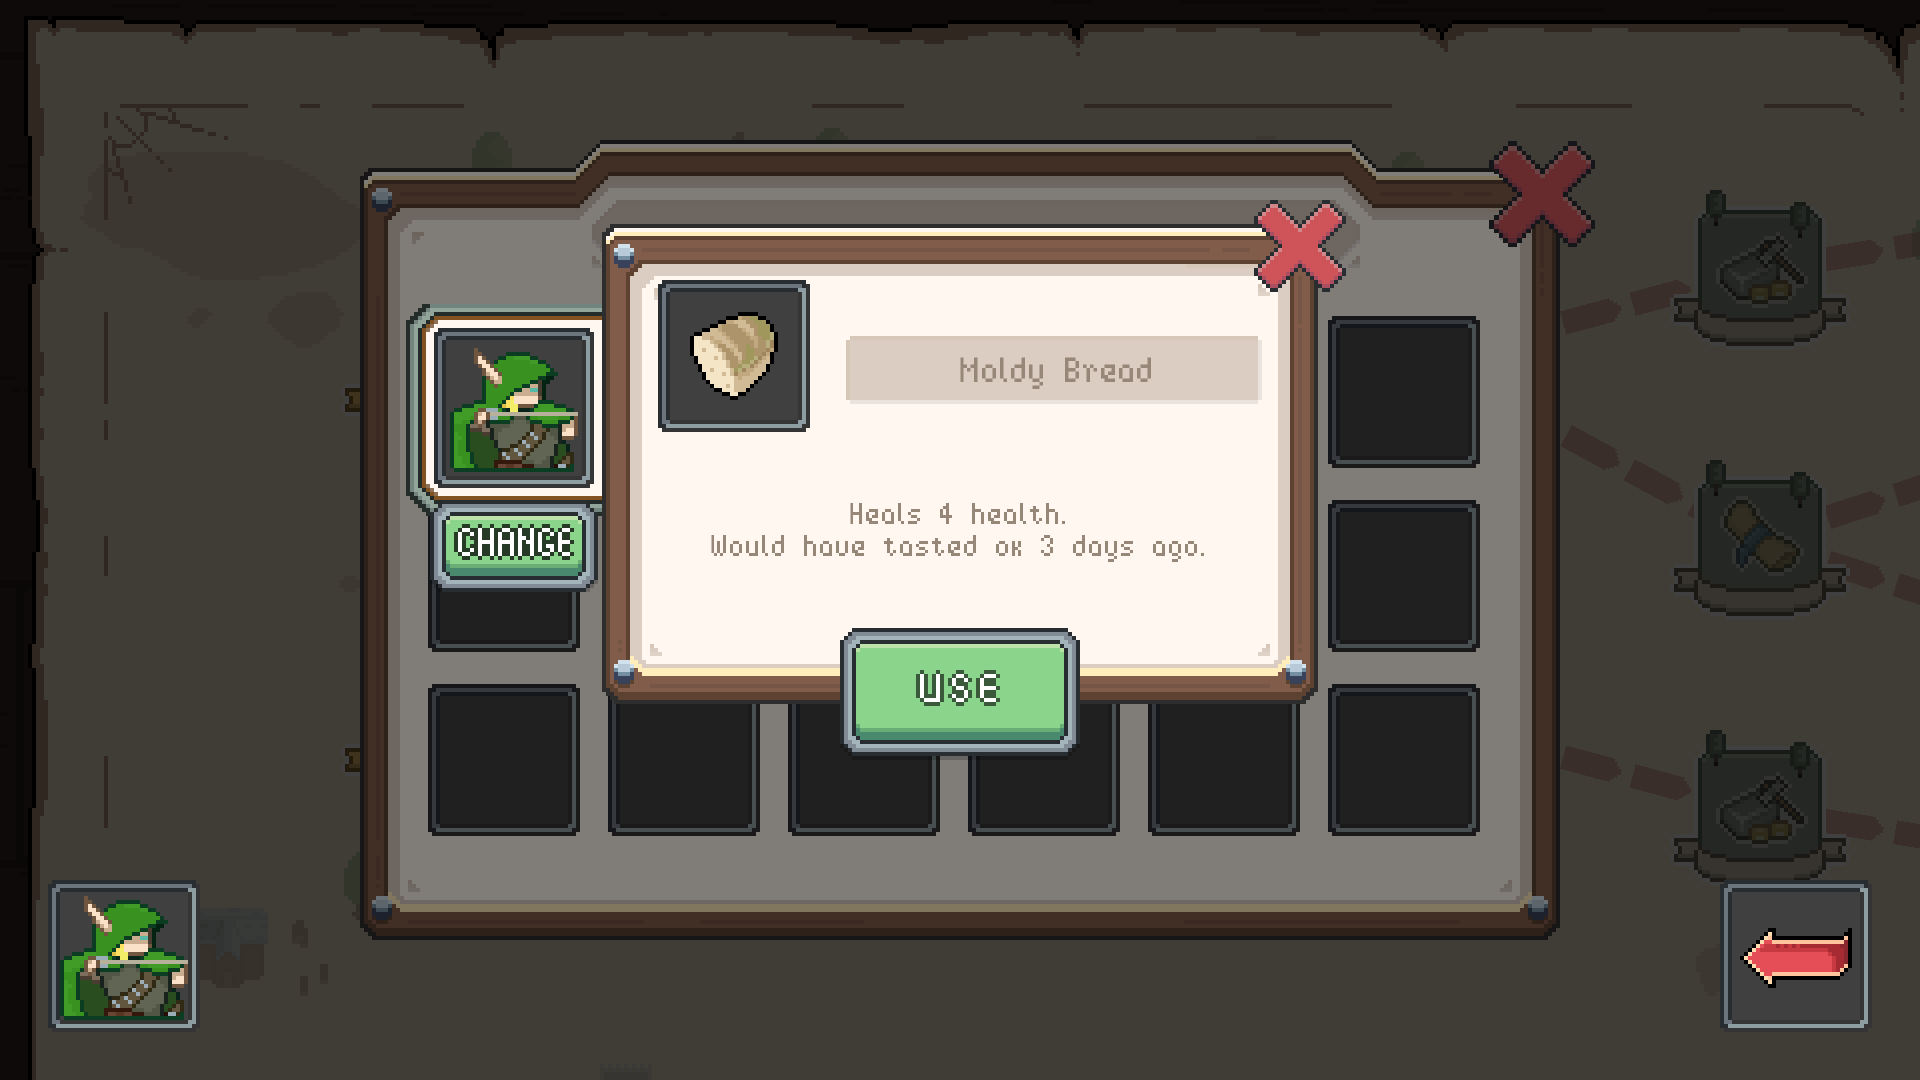 Moldy Bread
Heals 4 health.
Would have tasted ok 3 days ago.
CHANGE
USE